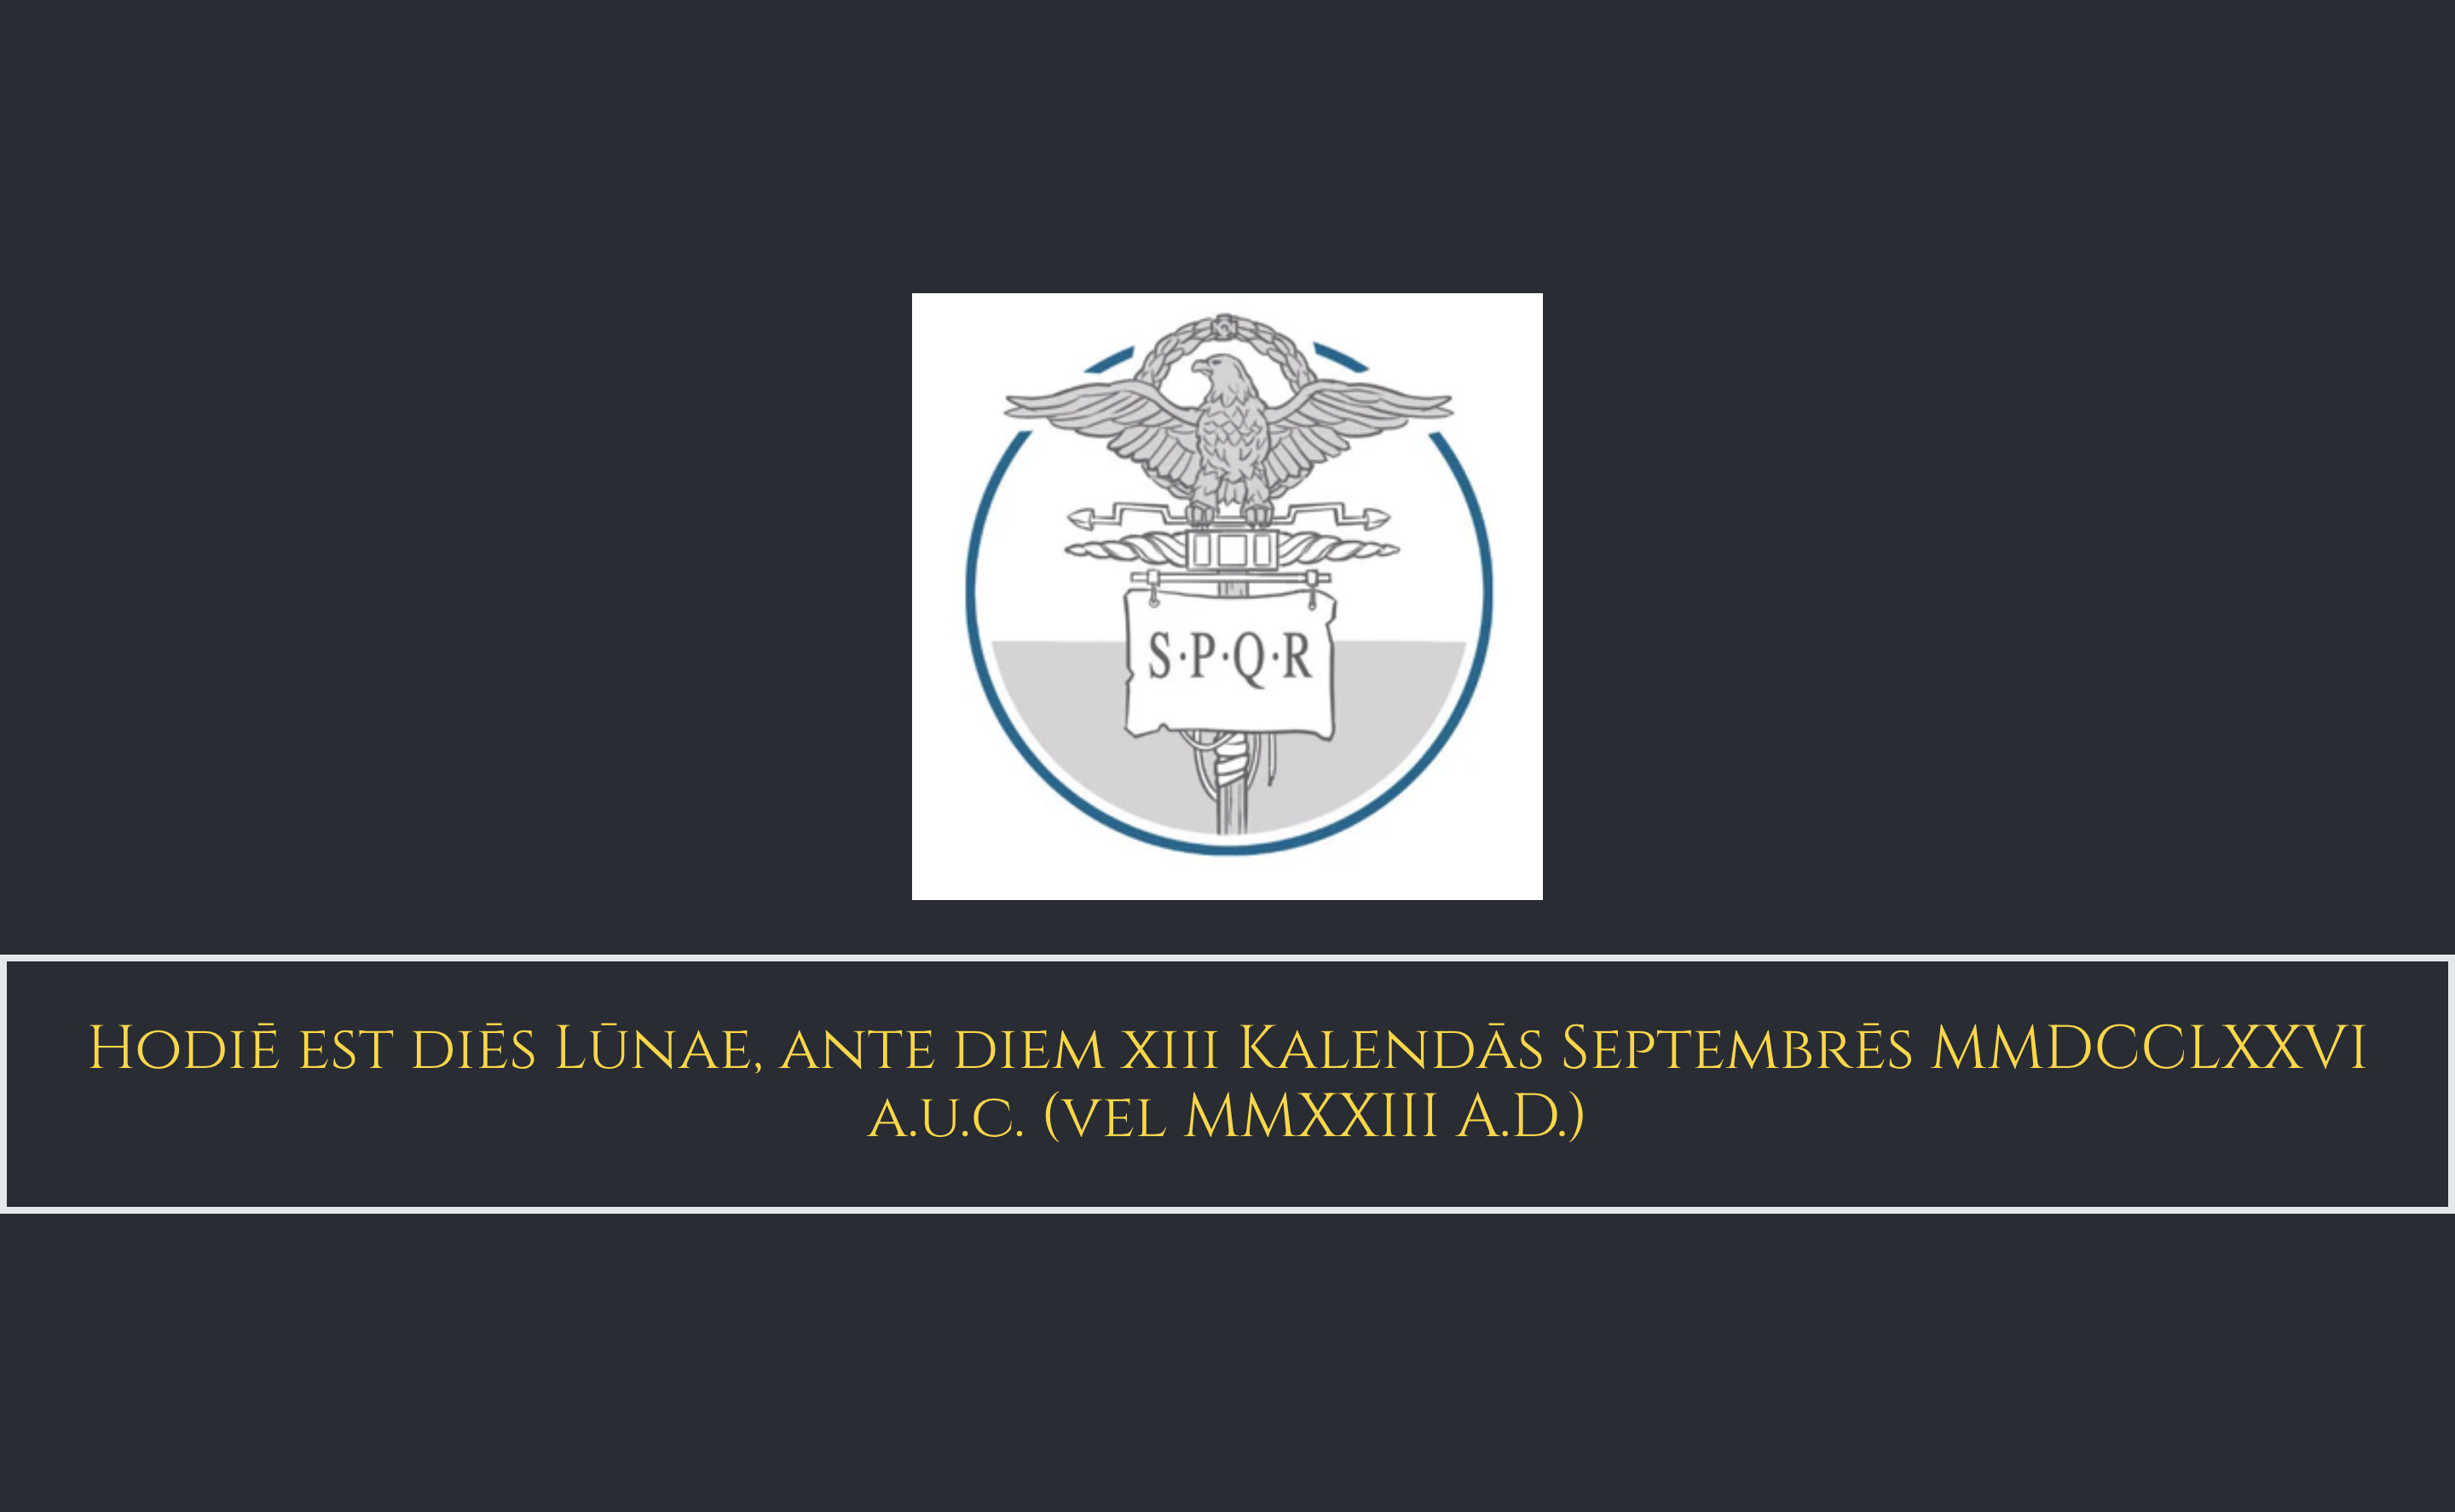 S·P·Q·R
Hodiē est diēs Lūnae, ante diem xiii Kalendās Septembrēs MMDCCLXXVI
a.u.c. (vel MMXXIII A.D.)